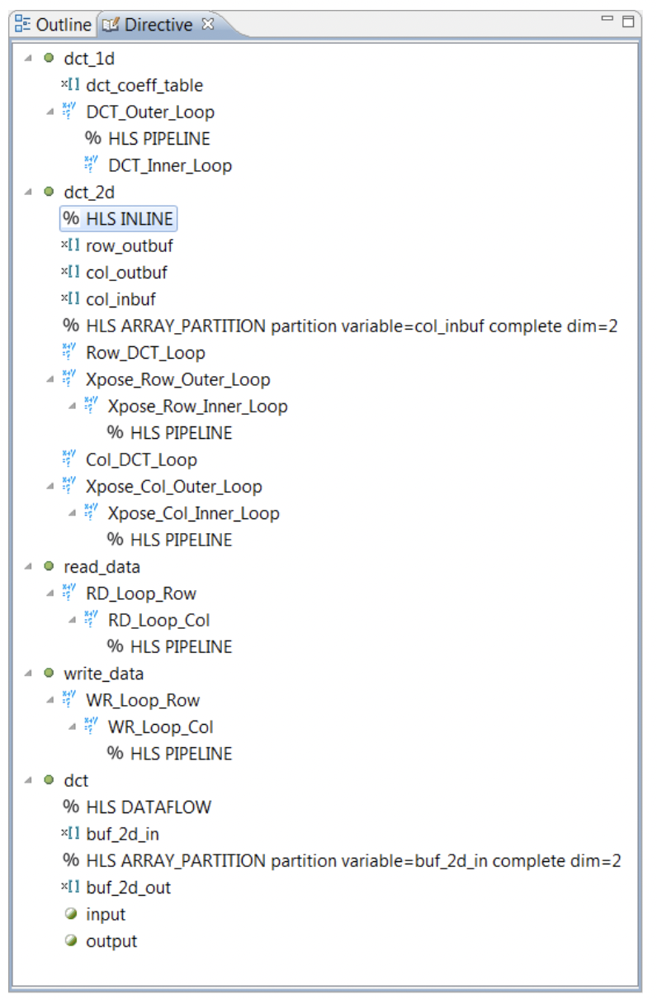 Outline Directive
dct_1d
dct_coeff_table
DCT_Outer_Loop
% HLS PIPELINE
DCT_Inner_Loop
dct_2d
% HLS INLINE
row_outbuf
col_outbuf
col_inbuf
% HLS ARRAY_PARTITION partition variable=col_inbuf complete dim=2
Row_DCT_Loop
Xpose_Row_Outer_Loop
Xpose_Row_Inner_Loop
% HLS PIPELINE
Col_DCT_Loop
Xpose_Col_Outer_Loop
Xpose_Col_Inner_Loop
% HLS PIPELINE
read_data
RD_Loop_Row
RD_Loop_Col
% HLS PIPELINE
write_data
WR_Loop_Row
WR_Loop_Col
% HLS PIPELINE
dct
% HLS DATAFLOW
buf_2d_in
% HLS ARRAY_PARTITION partition variable=buf_2d_in complete dim=2
buf_2d_out
input
output